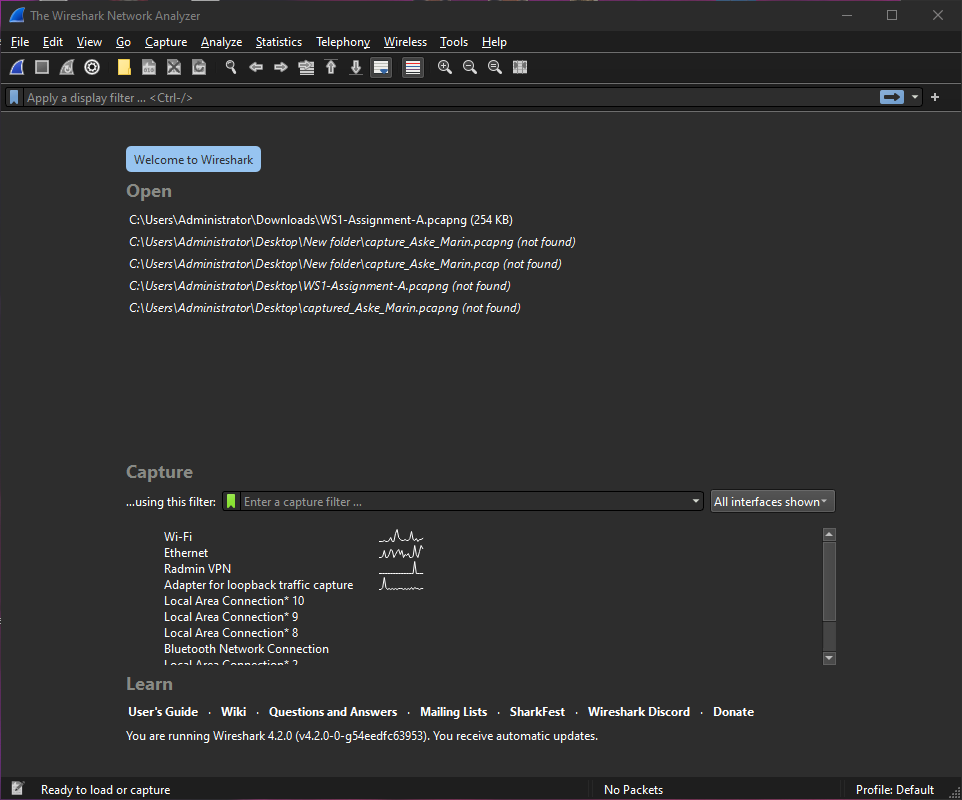 The Wireshark Network Analyzer
File Edit View Go Capture Analyze Statistics Telephony Wireless Tools Help
Apply a display filter ... <Ctrl-/>
Welcome to Wireshark
Open
C:\Users\Administrator\Downloads\WS1-Assignment-A.pcapng (254 KB)
C:\Users\Administrator\Desktop\New folder\capture_Aske_Marin.pcapng (not found)
C:\Users\Administrator\Desktop\New folder\capture_Aske_Marin.pcap (not found)
C:\Users\Administrator\Desktop\WS1-Assignment-A.pcapng (not found)
C:\Users\Administrator\Desktop\captured_Aske_Marin.pcapng (not found)
Capture
...using this filter: Enter a capture filter ... All interfaces shown
Wi-Fi
Ethernet
Radmin VPN
Adapter for loopback traffic capture
Local Area Connection* 10
Local Area Connection* 9
Local Area Connection* 8
Bluetooth Network Connection
Local Area Connection* 2
Learn
User's Guide · Wiki · Questions and Answers · Mailing Lists · SharkFest · Wireshark Discord · Donate
You are running Wireshark 4.2.0 (v4.2.0-0-g54eedfc63953). You receive automatic updates.
Ready to load or capture No Packets Profile: Default